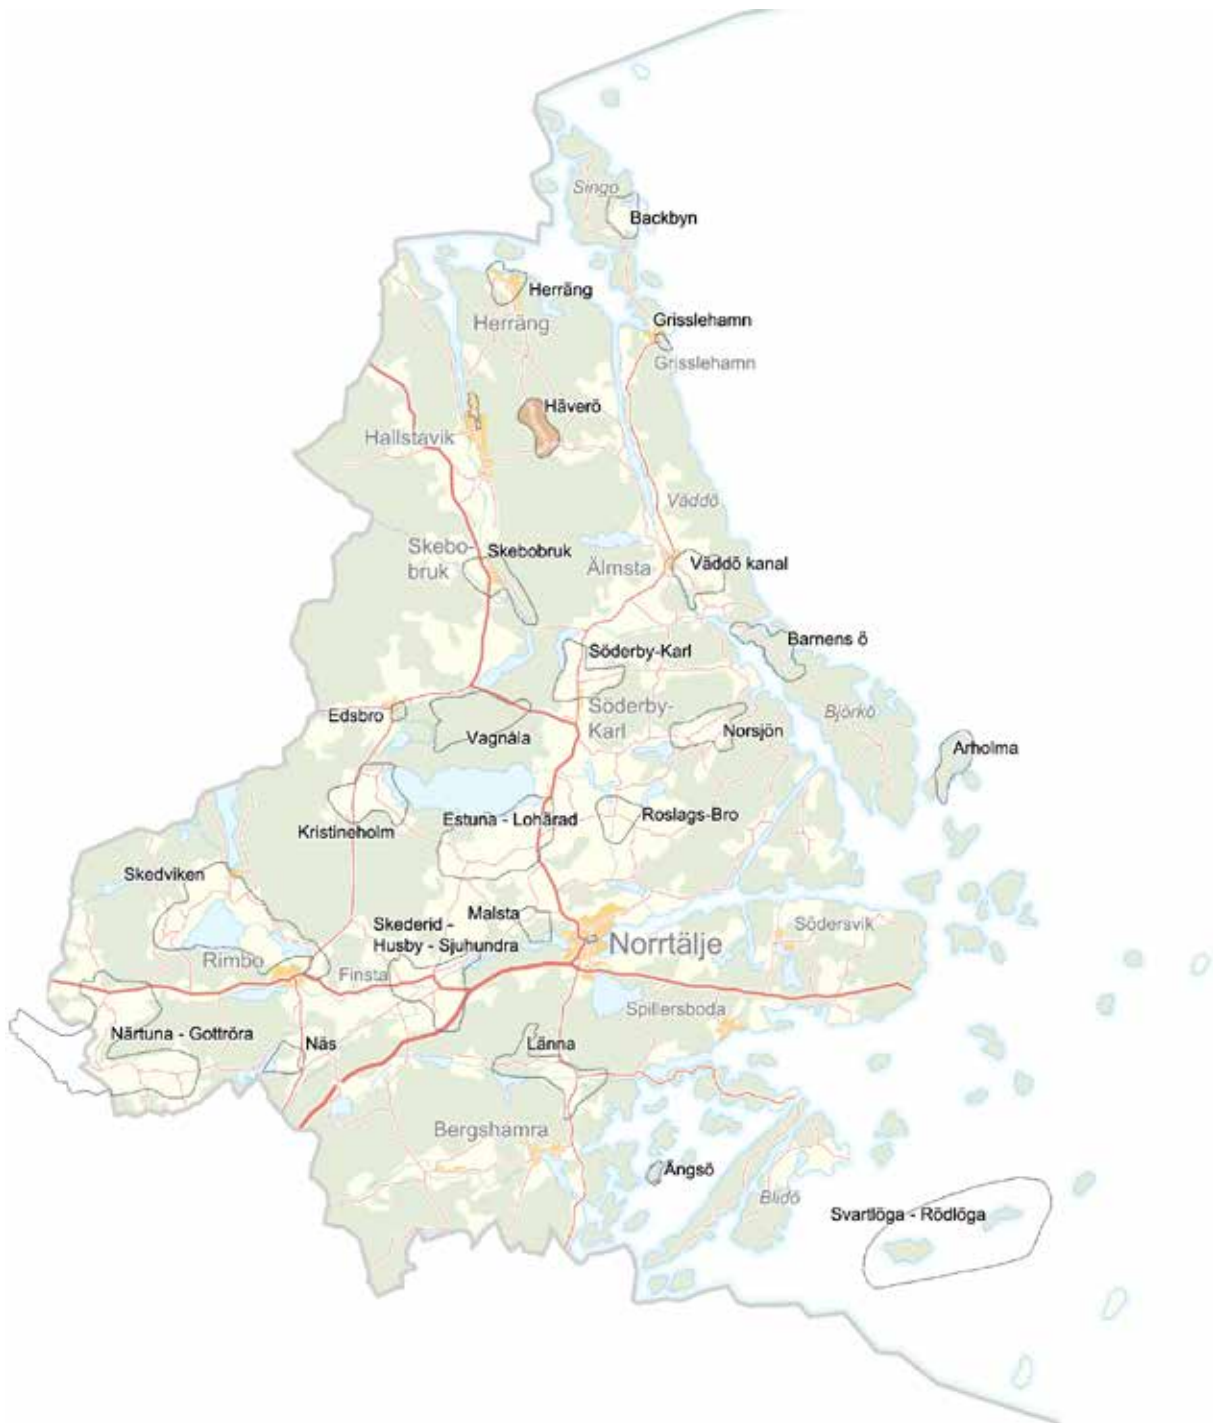 Singö
Backbyn
Herräng
Herräng
Grisslehamn
Grisslehamn
Häverö
Hallstavik
Väddö
Skebo-
bruk
Skebobruk
Älmsta
Väddö kanal
Barnens ö
Söderby-Karl
Söderby-
Karl
Björkö
Edsbro
Vagnåla
Norsjön
Arholma
Kristineholm
Estuna - Lohärad
Roslags-Bro
Skedviken
Malsta
Skederid -
Husby - Sjuhundra
Norrtälje
Södersvik
Rimbo
Finsta
Spillersboda
Närtuna - Gottröra
Näs
Länna
Bergshamra
Ängsö
Blidö
Svartlöga - Rödlöga